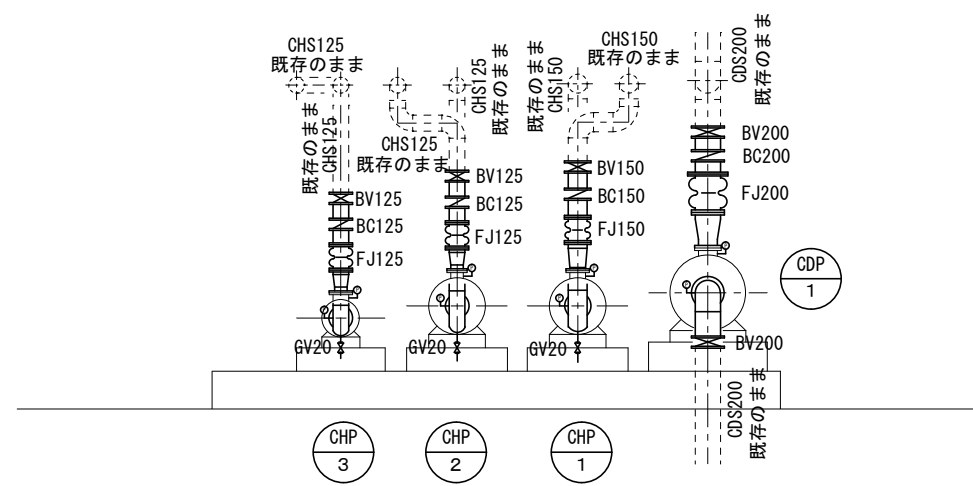 CHS125
既存のまま
CHS125
既存のまま
CHS125
既存のまま
CHS125
既存のまま
CHS150
既存のまま
CHS150
既存のまま
CDS200
既存のまま
BV125
BC125
FJ125
BV125
BC125
FJ125
BV150
BC150
FJ150
BV200
BC200
FJ200
GV20
GV20
GV20
BV200
CDS200
既存のまま
CDP
1
CHP
3
CHP
2
CHP
1